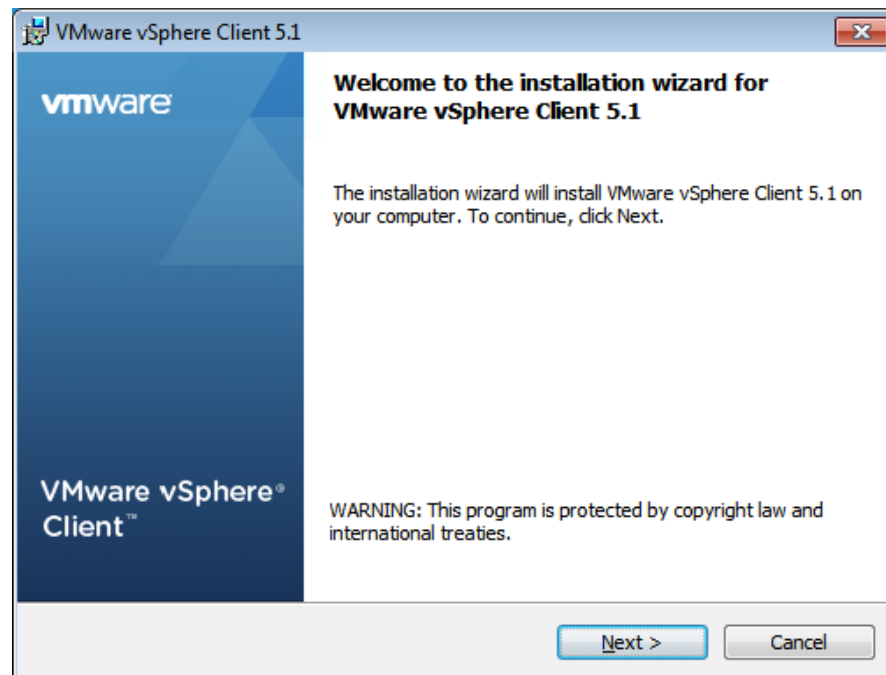 VMware vSphere Client 5.1
vmware
Welcome to the installation wizard for
VMware vSphere Client 5.1
The installation wizard will install VMware vSphere Client 5.1 on
your computer. To continue, click Next.
VMware vSphere®
Client™
WARNING: This program is protected by copyright law and
international treaties.
Next >
Cancel